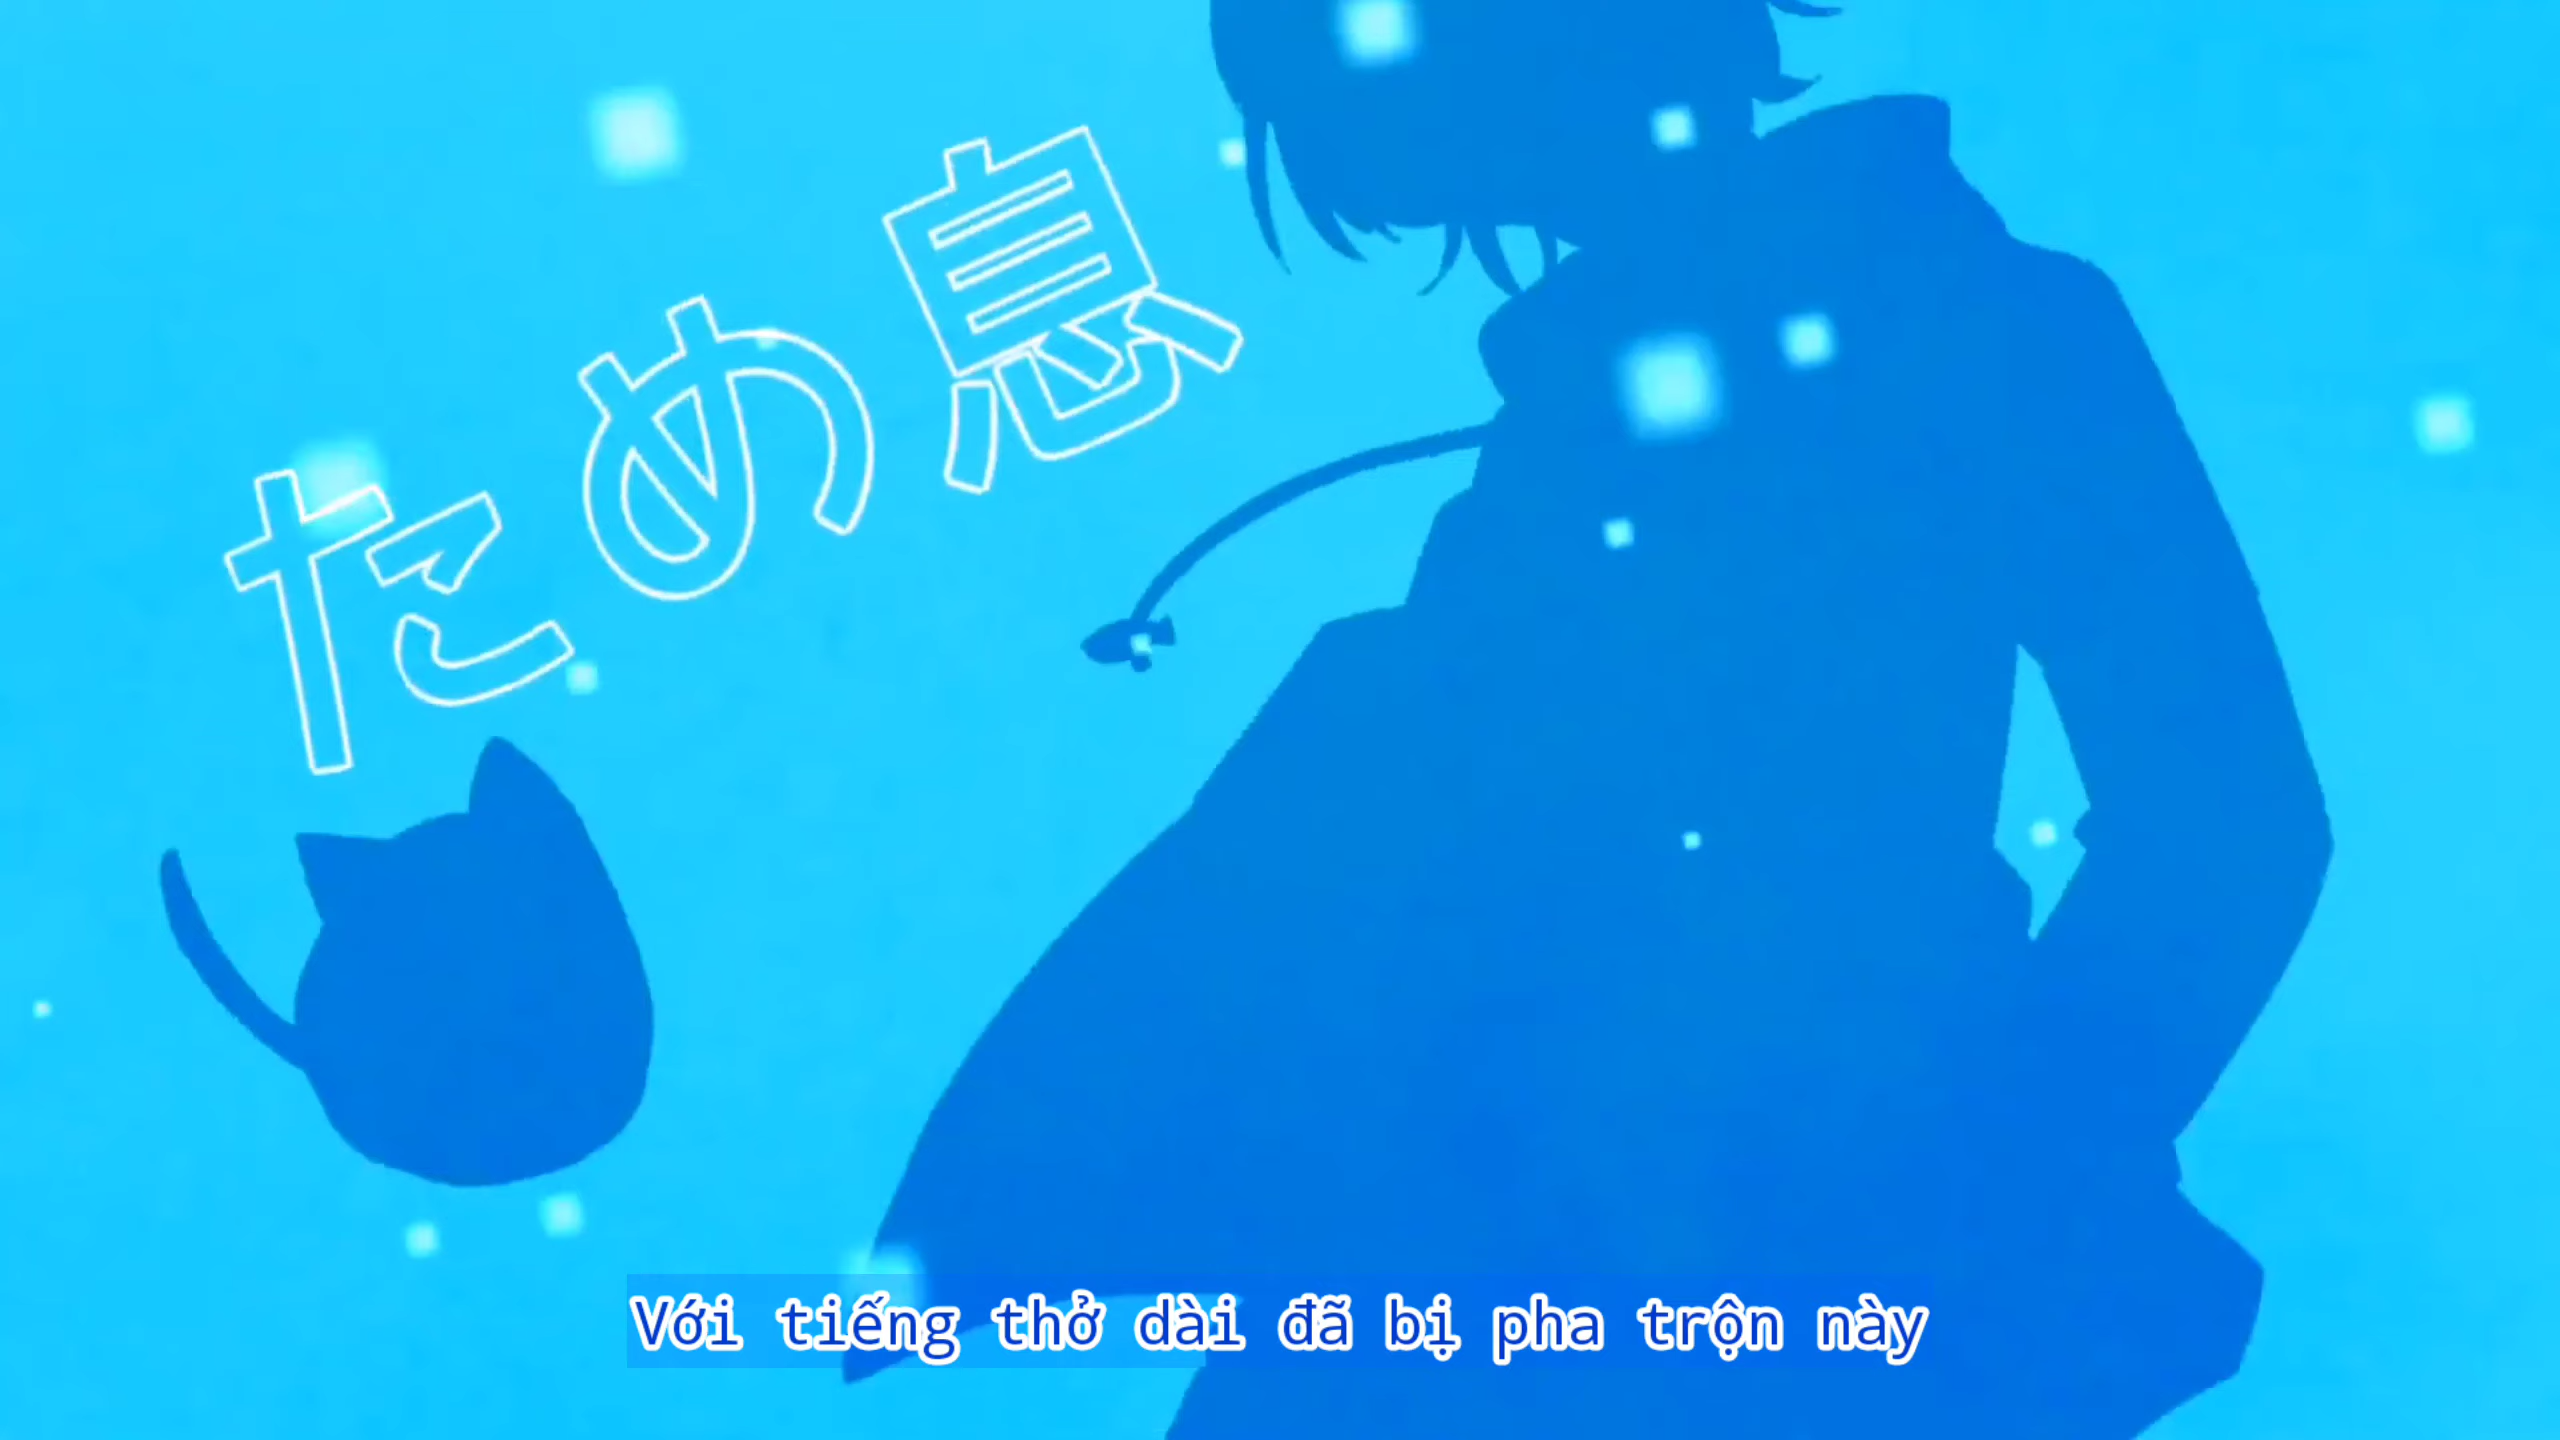 ため息
Với tiếng thở dài đã bị pha trộn này